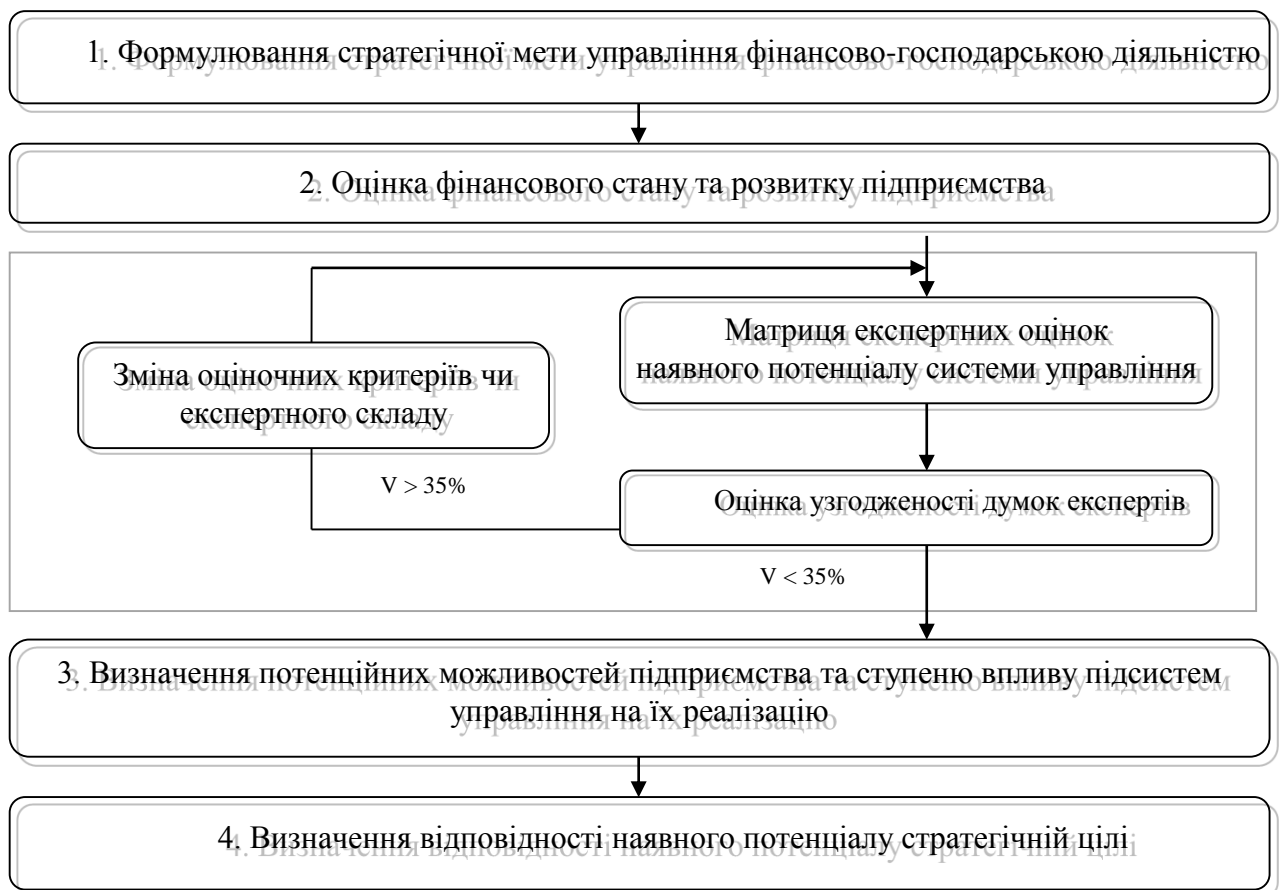 1. Формулювання стратегічної мети управління фінансово-господарською діяльністю
2. Оцінка фінансового стану та розвитку підприємства
Матриця експертних оцінок
наявного потенціалу системи управління
Зміна оціночних критеріїв чи
експертного складу
V > 35%
Оцінка узгодженості думок експертів
V < 35%
3. Визначення потенційних можливостей підприємства та ступеню впливу підсистем
управління на їх реалізацію
4. Визначення відповідності наявного потенціалу стратегічній цілі